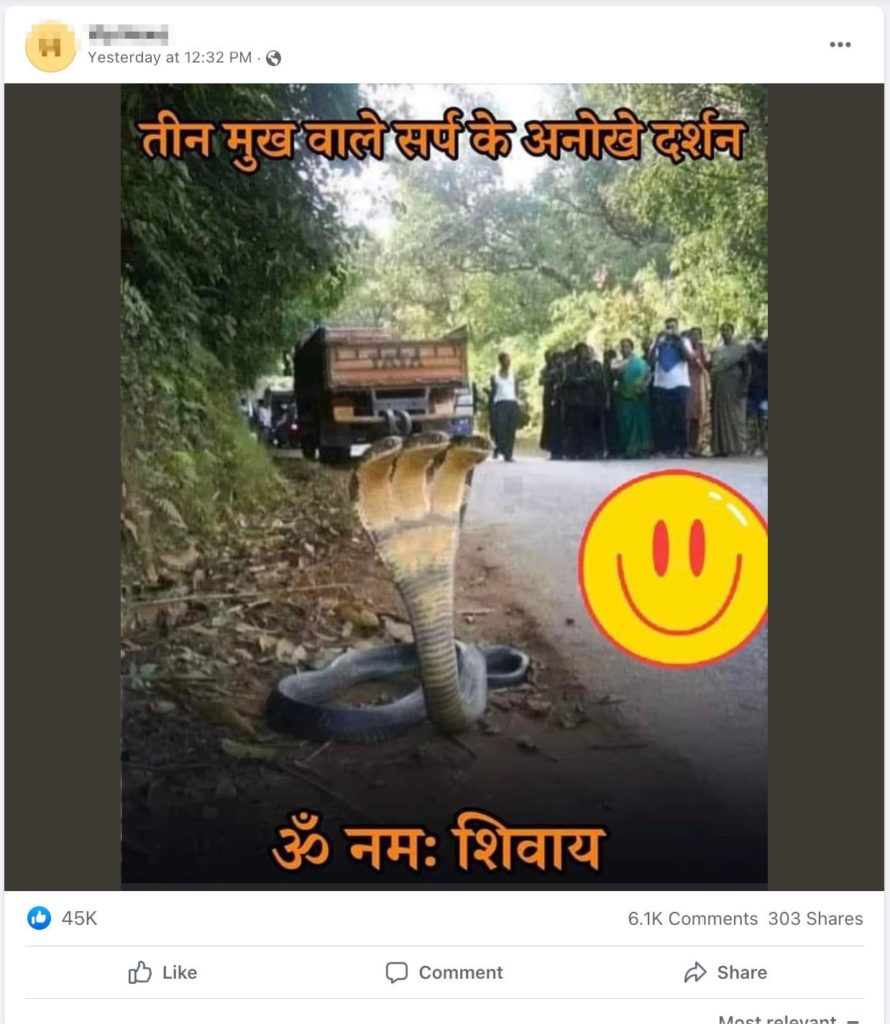 Yesterday at 12:32 PM ·
तीन मुख वाले सर्प के अनोखे दर्शन
TATA
ॐ नमः शिवाय
45K
6.1K Comments 303 Shares
Like Comment Share
Most relevant